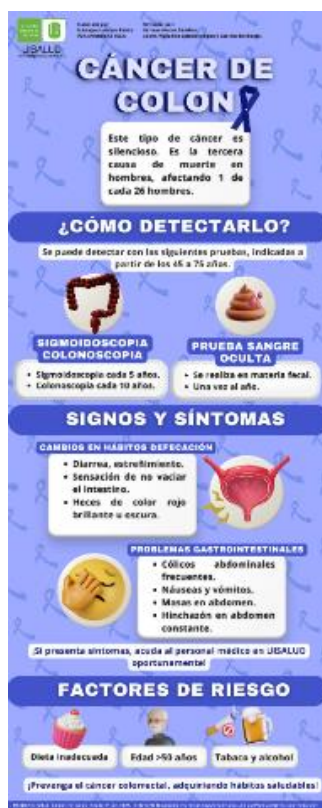 UISALUD
CÁNCER DE
COLON
Este tipo de cáncer es
silencioso. Es la tercera
causa de muerte en
hombres, afectando 1 de
cada 26 hombres.
¿CÓMO DETECTARLO?
Se puede detectar con las siguientes pruebas, indicadas a
partir de los 45 a 75 años.
SIGMOIDOSCOPIA
COLONOSCOPIA
• Sigmoidoscopia cada 5 años.
• Colonoscopia cada 10 años.
PRUEBA SANGRE
OCULTA
• Se realiza en materia fecal.
• Una vez al año.
SIGNOS Y SÍNTOMAS
CAMBIOS EN HÁBITOS DEFECACIÓN
• Diarrea, estreñimiento.
• Sensación de no vaciar
el intestino.
• Heces de color rojo
brillante u oscura.
PROBLEMAS GASTROINTESTINALES
• Cólicos abdominales
frecuentes.
• Náuseas y vómitos.
• Masas en abdomen.
• Hinchazón en abdomen
constante.
¡Si presenta síntomas, acuda al personal médico en UISALUD
oportunamente!
FACTORES DE RIESGO
Dieta inadecuada
Edad >50 años
Tabaco y alcohol
¡Prevenga el cáncer colorrectal, adquiriendo hábitos saludables!